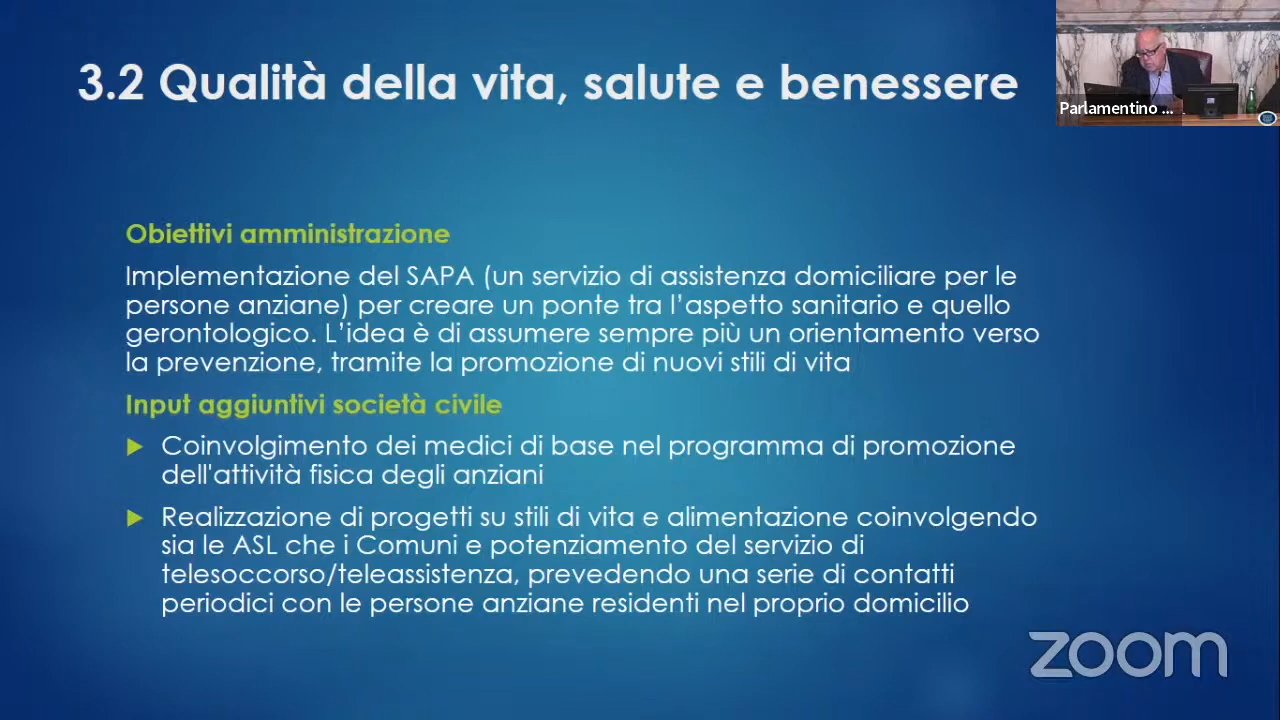 3.2 Qualità della vita, salute e benessere
Parlamentino ...
Obiettivi amministrazione
Implementazione del SAPA (un servizio di assistenza domiciliare per le
persone anziane) per creare un ponte tra l'aspetto sanitario e quello
gerontologico. L'idea è di assumere sempre più un orientamento verso
la prevenzione, tramite la promozione di nuovi stili di vita
Input aggiuntivi società civile
Coinvolgimento dei medici di base nel programma di promozione
dell'attività fisica degli anziani
Realizzazione di progetti su stili di vita e alimentazione coinvolgendo
sia le ASL che i Comuni e potenziamento del servizio di
telesoccorso/teleassistenza, prevedendo una serie di contatti
periodici con le persone anziane residenti nel proprio domicilio
zoom